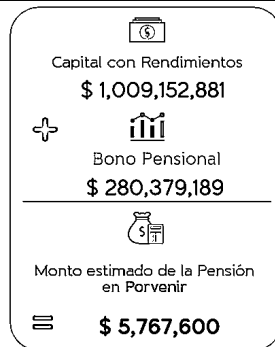 Capital con Rendimientos
$ 1,009,152,881
Bono Pensional
$ 280,379,189
Monto estimado de la Pensión
en Porvenir
$ 5,767,600